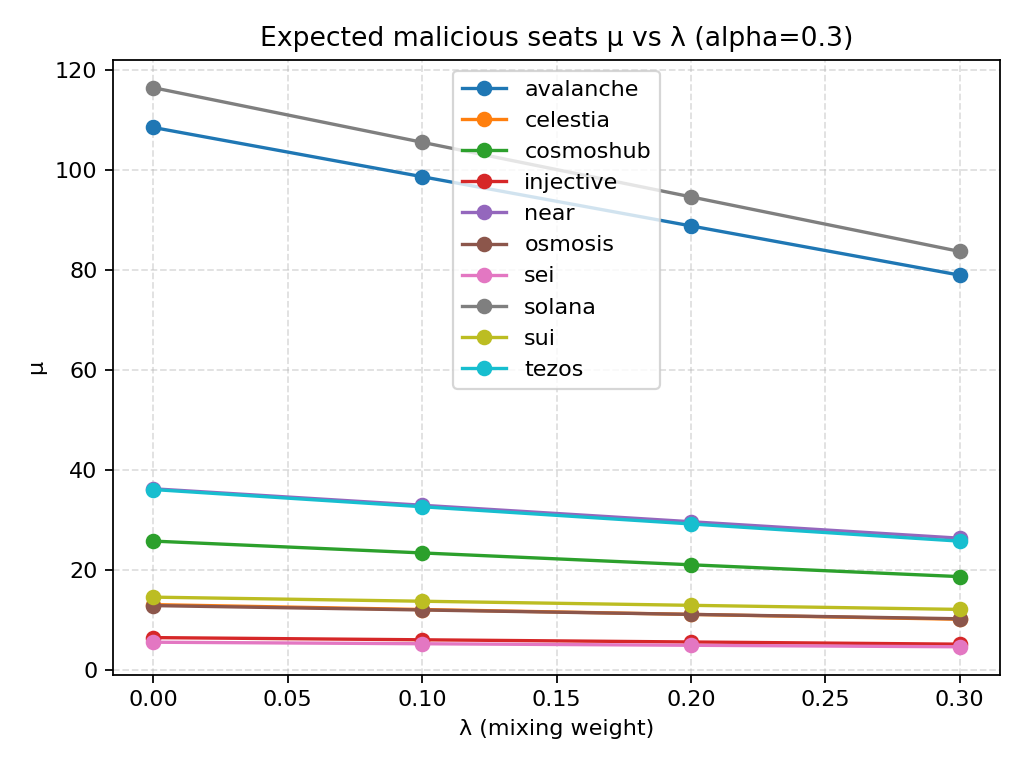 Expected malicious seats μ vs λ (alpha=0.3)
μ
120
100
80
60
40
20
0
avalanche
celestia
cosmoshub
injective
near
osmosis
sei
solana
sui
tezos
0.00 0.05 0.10 0.15 0.20 0.25 0.30
λ (mixing weight)